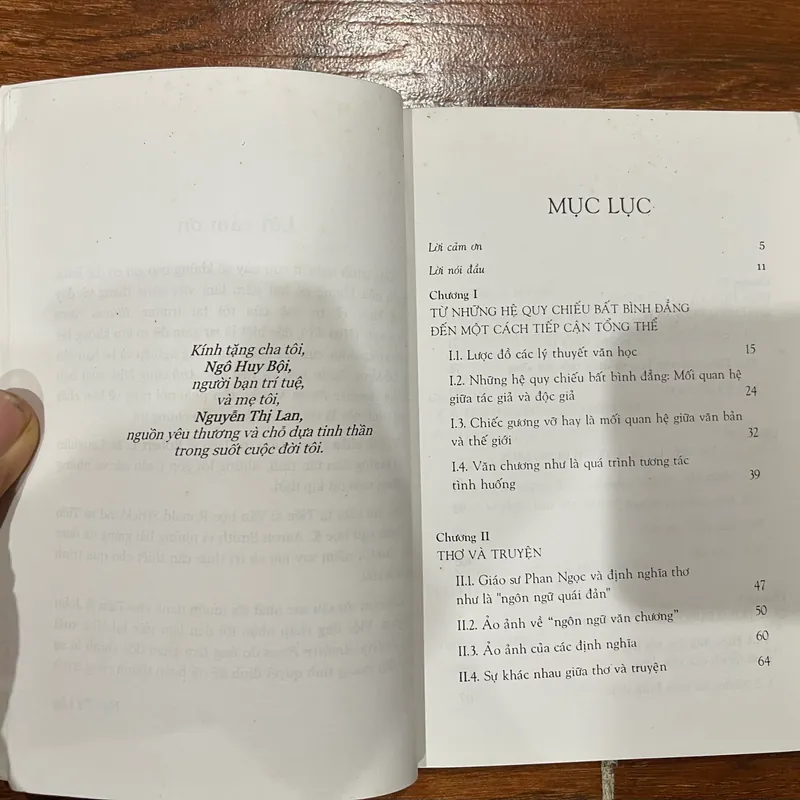 Kính tặng cha tôi,
Ngô Huy Bội,
người bạn trí tuệ,
và mẹ tôi,
Nguyễn Thị Lan,
nguồn yêu thương và chỗ dựa tinh thần
trong suốt cuộc đời tôi.
MỤC LỤC
Lời cảm ơn 5
Lời nói đầu 11
Chương I
TỪ NHỮNG HỆ QUY CHIẾU BẤT BÌNH ĐẲNG
ĐẾN MỘT CÁCH TIẾP CẬN TỔNG THỂ
I.1. Lược đồ các lý thuyết văn học 15
I.2. Những hệ quy chiếu bất bình đẳng: Mối quan hệ
giữa tác giả và độc giả 24
I.3. Chiếc gương vỡ hay là mối quan hệ giữa văn bản
và thế giới 32
I.4. Văn chương như là quá trình tương tác
tình huống 39
Chương II
THƠ VÀ TRUYỆN
II.1. Giáo sư Phan Ngọc và định nghĩa thơ
như là "ngôn ngữ quái đản" 47
II.2. Ảo ảnh về “ngôn ngữ văn chương” 50
II.3. Ảo ảnh của các định nghĩa 60
II.4. Sự khác nhau giữa thơ và truyện 64